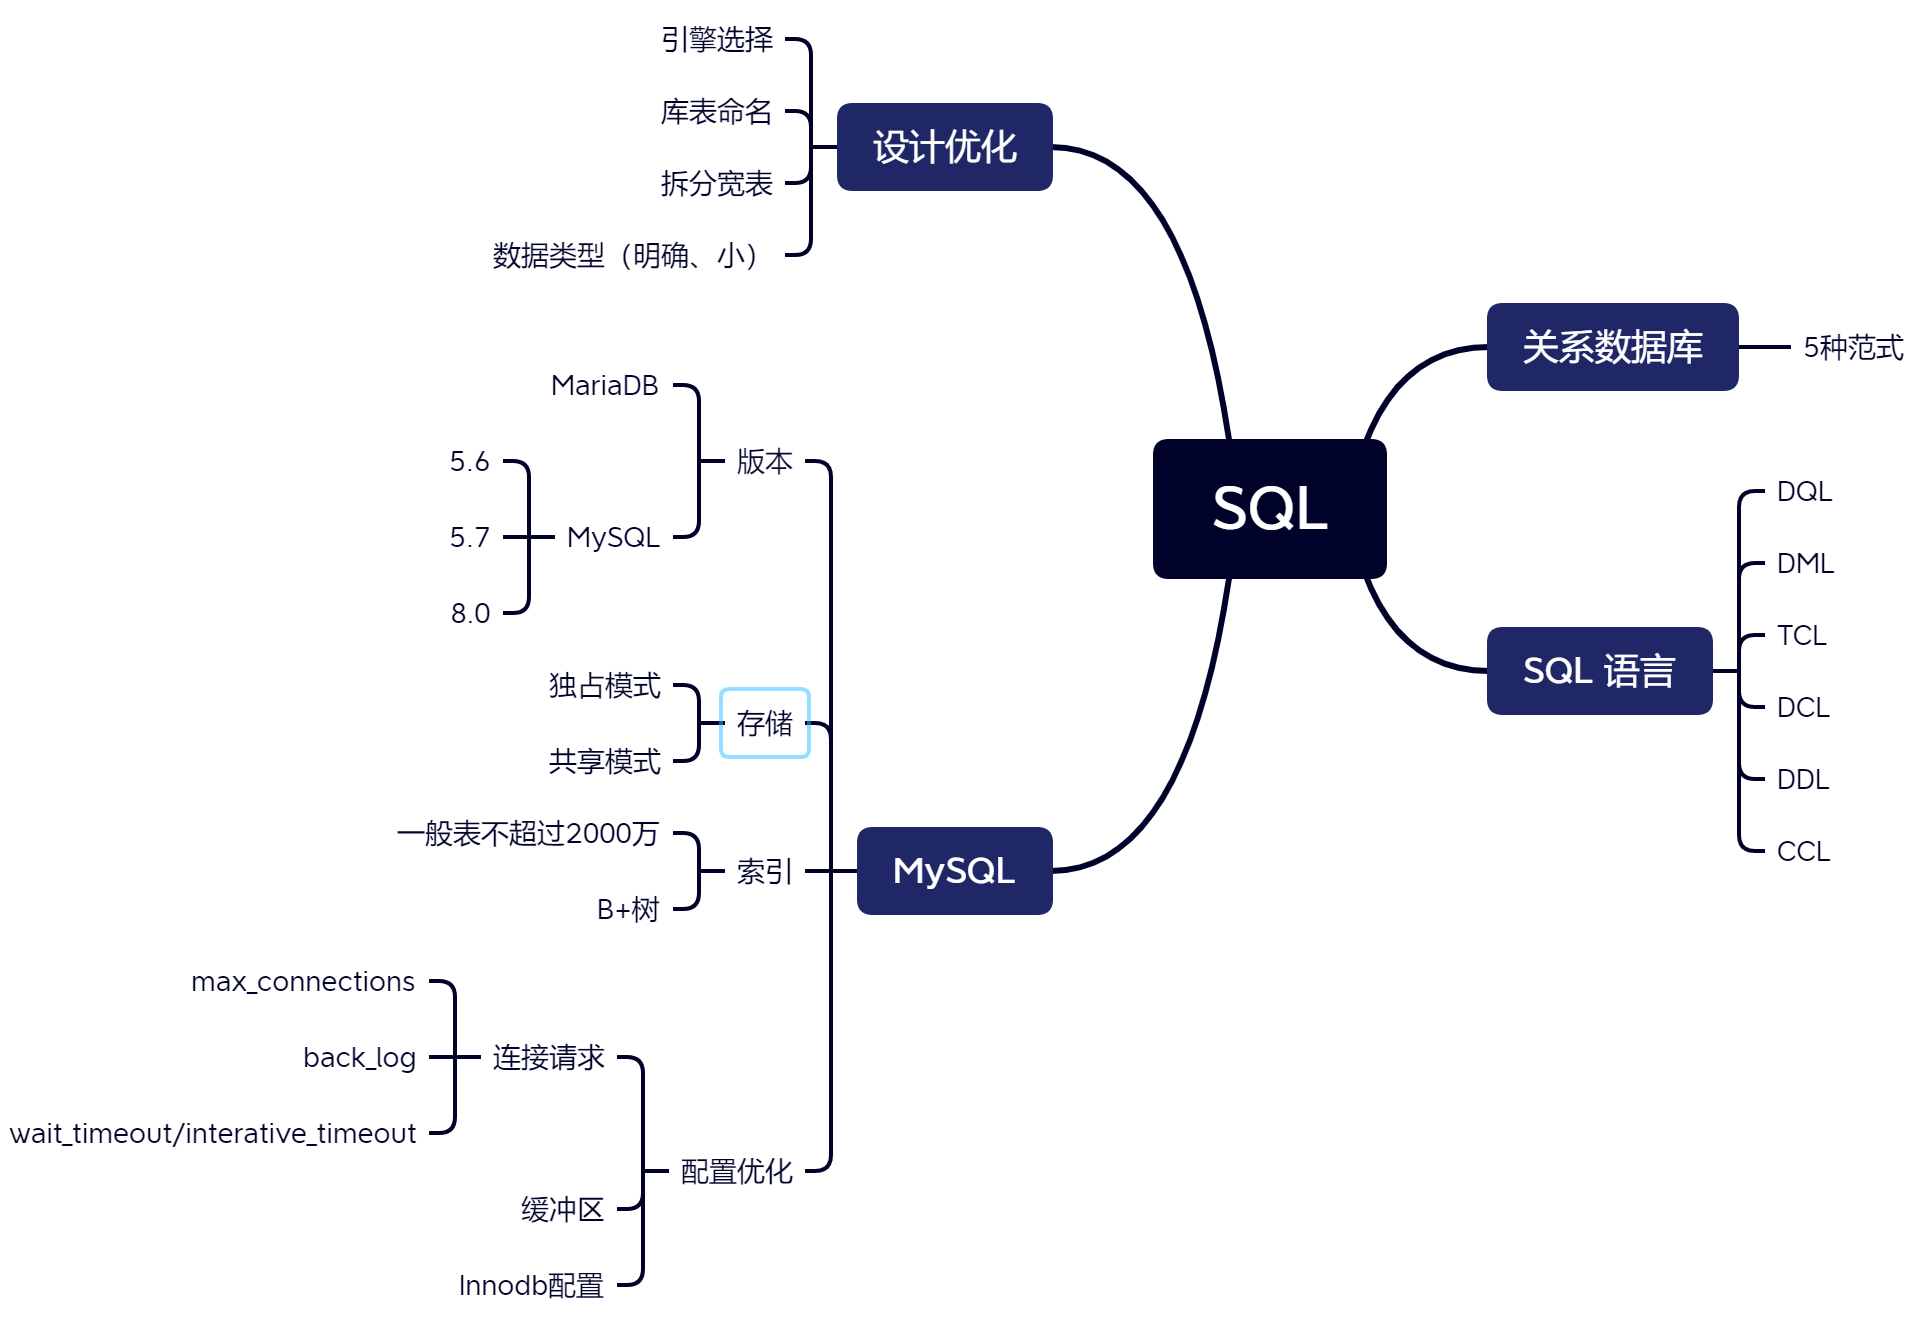 SQL
关系数据库
5种范式
SQL 语言
DQL
DML
TCL
DCL
DDL
CCL
设计优化
引擎选择
库表命名
拆分宽表
数据类型（明确、小）
MySQL
版本
MariaDB
MySQL
5.6
5.7
8.0
存储
独占模式
共享模式
索引
一般表不超过2000万
B+树
配置优化
连接请求
max_connections
back_log
wait_timeout/interative_timeout
缓冲区
Innodb配置